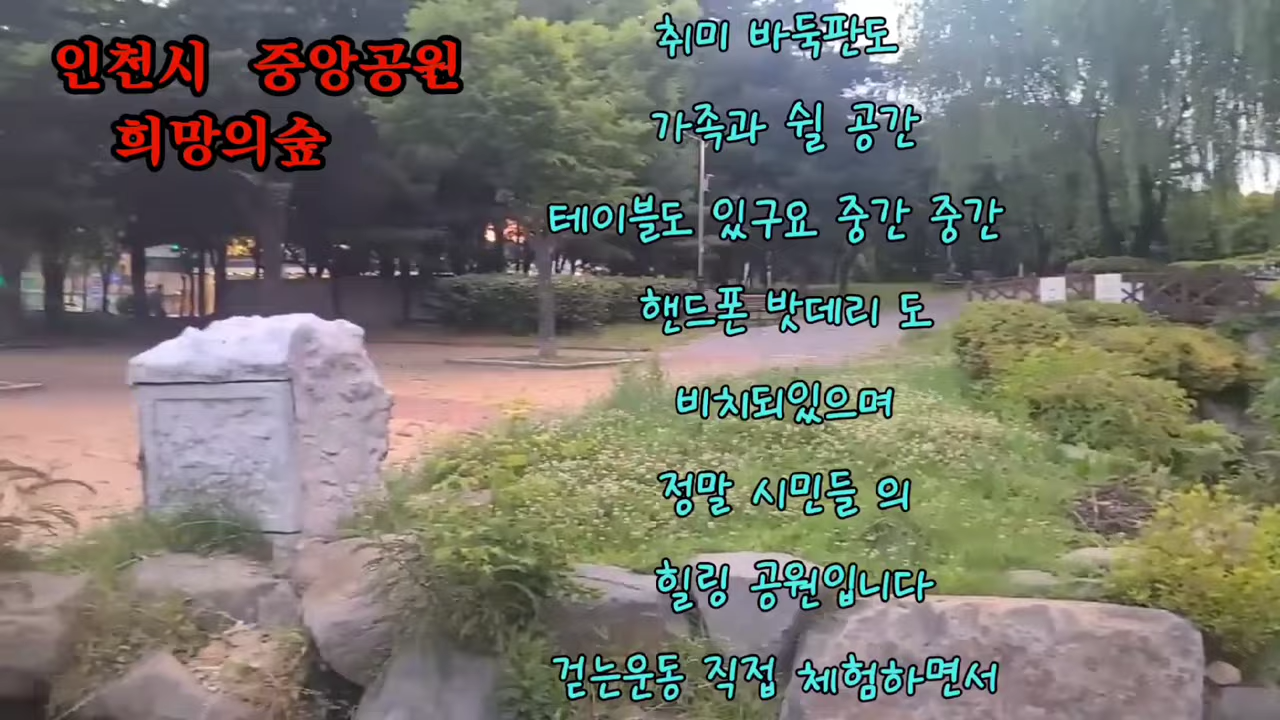 인천시 중앙공원
희망의숲
취미 바둑판도
가족과 쉴 공간
테이블도 있구요 중간 중간
핸드폰 밧데리 도
비치되있으며
정말 시민들 의
힐링 공원입니다
걷는운동 직접 체험하면서